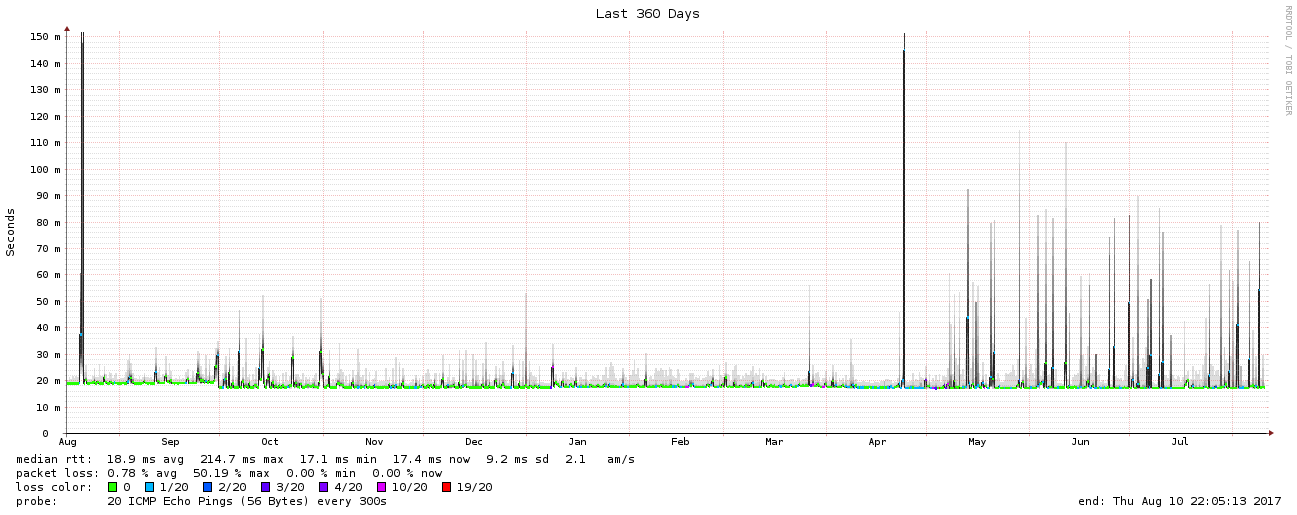 Last 360 Days
RRDTOOL / TOBI OETIKER
Seconds
150 m
140 m
130 m
120 m
110 m
100 m
90 m
80 m
70 m
60 m
50 m
40 m
30 m
20 m
10 m
0
Aug Sep Oct Nov Dec Jan Feb Mar Apr May Jun Jul
median rtt: 18.9 ms avg 214.7 ms max 17.1 ms min 17.4 ms now 9.2 ms sd 2.1 am/s
packet loss: 0.78 % avg 50.19 % max 0.00 % min 0.00 % now
loss color: 0 1/20 2/20 3/20 4/20 10/20 19/20
probe: 20 ICMP Echo Pings (56 Bytes) every 300s
end: Thu Aug 10 22:05:13 2017